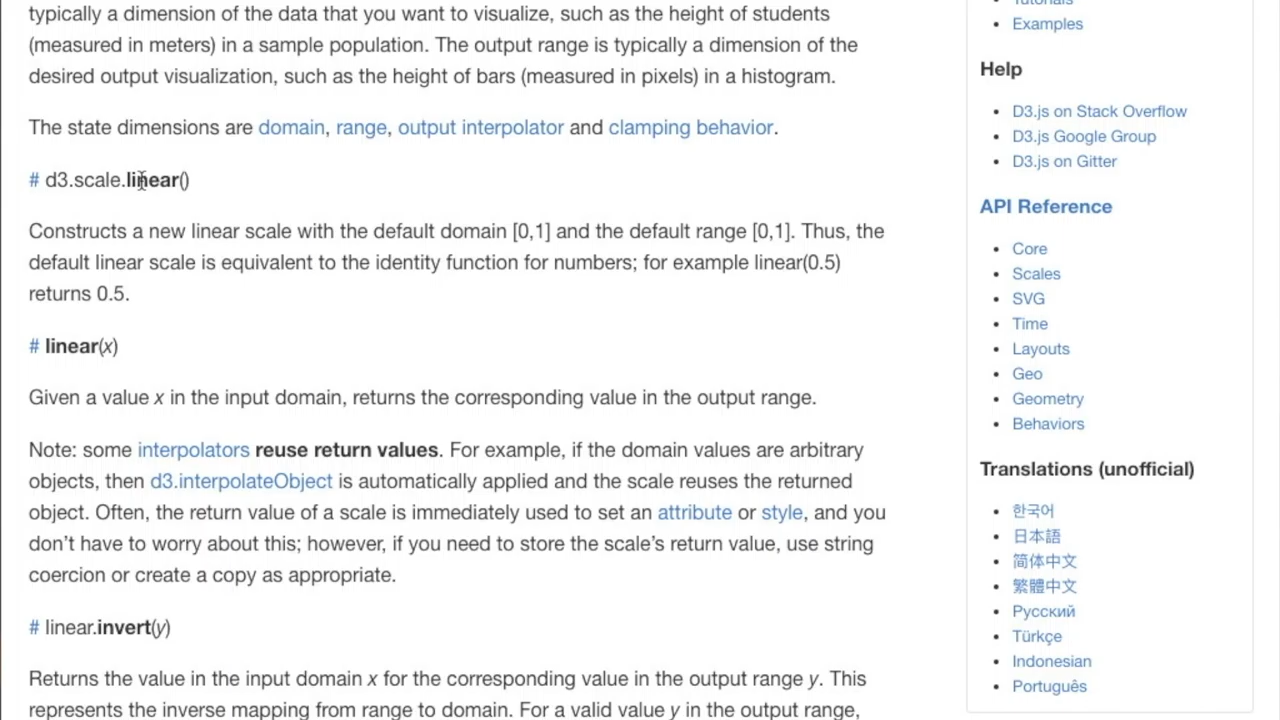 typically a dimension of the data that you want to visualize, such as the height of students
(measured in meters) in a sample population. The output range is typically a dimension of the
desired output visualization, such as the height of bars (measured in pixels) in a histogram.
The state dimensions are domain, range, output interpolator and clamping behavior.
# d3.scale.linear()
Constructs a new linear scale with the default domain [0,1] and the default range [0,1]. Thus, the
default linear scale is equivalent to the identity function for numbers; for example linear(0.5)
returns 0.5.
# linear(x)
Given a value x in the input domain, returns the corresponding value in the output range.
Note: some interpolators reuse return values. For example, if the domain values are arbitrary
objects, then d3.interpolateObject is automatically applied and the scale reuses the returned
object. Often, the return value of a scale is immediately used to set an attribute or style, and you
don’t have to worry about this; however, if you need to store the scale’s return value, use string
coercion or create a copy as appropriate.
# linear.invert(y)
Returns the value in the input domain x for the corresponding value in the output range y. This
represents the inverse mapping from range to domain. For a valid value y in the output range,
Tutorials
Examples
Help
D3.js on Stack Overflow
D3.js Google Group
D3.js on Gitter
API Reference
Core
Scales
SVG
Time
Layouts
Geo
Geometry
Behaviors
Translations (unofficial)
한국어
日本語
简体中文
繁體中文
Русский
Türkçe
Indonesian
Português